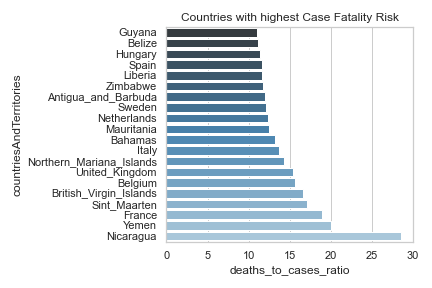 Countries with highest Case Fatality Risk
countriesAndTerritories
Guyana
Belize
Hungary
Spain
Liberia
Zimbabwe
Antigua_and_Barbuda
Sweden
Netherlands
Mauritania
Bahamas
Italy
Northern_Mariana_Islands
United_Kingdom
Belgium
British_Virgin_Islands
Sint_Maarten
France
Yemen
Nicaragua
0 5 10 15 20 25 30
deaths_to_cases_ratio